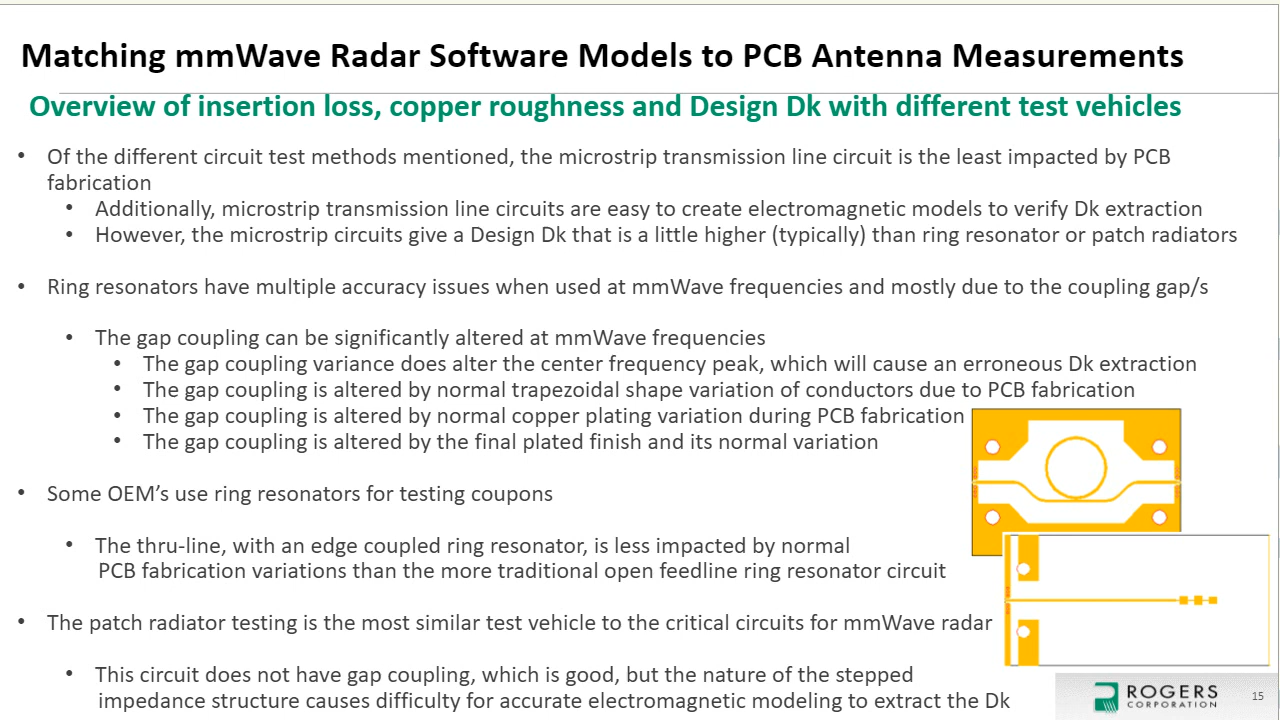 Matching mmWave Radar Software Models to PCB Antenna Measurements
Overview of insertion loss, copper roughness and Design Dk with different test vehicles
• Of the different circuit test methods mentioned, the microstrip transmission line circuit is the least impacted by PCB
fabrication
• Additionally, microstrip transmission line circuits are easy to create electromagnetic models to verify Dk extraction
• However, the microstrip circuits give a Design Dk that is a little higher (typically) than ring resonator or patch radiators
• Ring resonators have multiple accuracy issues when used at mmWave frequencies and mostly due to the coupling gap/s
• The gap coupling can be significantly altered at mmWave frequencies
• The gap coupling variance does alter the center frequency peak, which will cause an erroneous Dk extraction
• The gap coupling is altered by normal trapezoidal shape variation of conductors due to PCB fabrication
• The gap coupling is altered by normal copper plating variation during PCB fabrication
• The gap coupling is altered by the final plated finish and its normal variation
• Some OEM’s use ring resonators for testing coupons
• The thru-line, with an edge coupled ring resonator, is less impacted by normal
PCB fabrication variations than the more traditional open feedline ring resonator circuit
• The patch radiator testing is the most similar test vehicle to the critical circuits for mmWave radar
• This circuit does not have gap coupling, which is good, but the nature of the stepped
impedance structure causes difficulty for accurate electromagnetic modeling to extract the Dk
ROGERS
CORPORATION
15